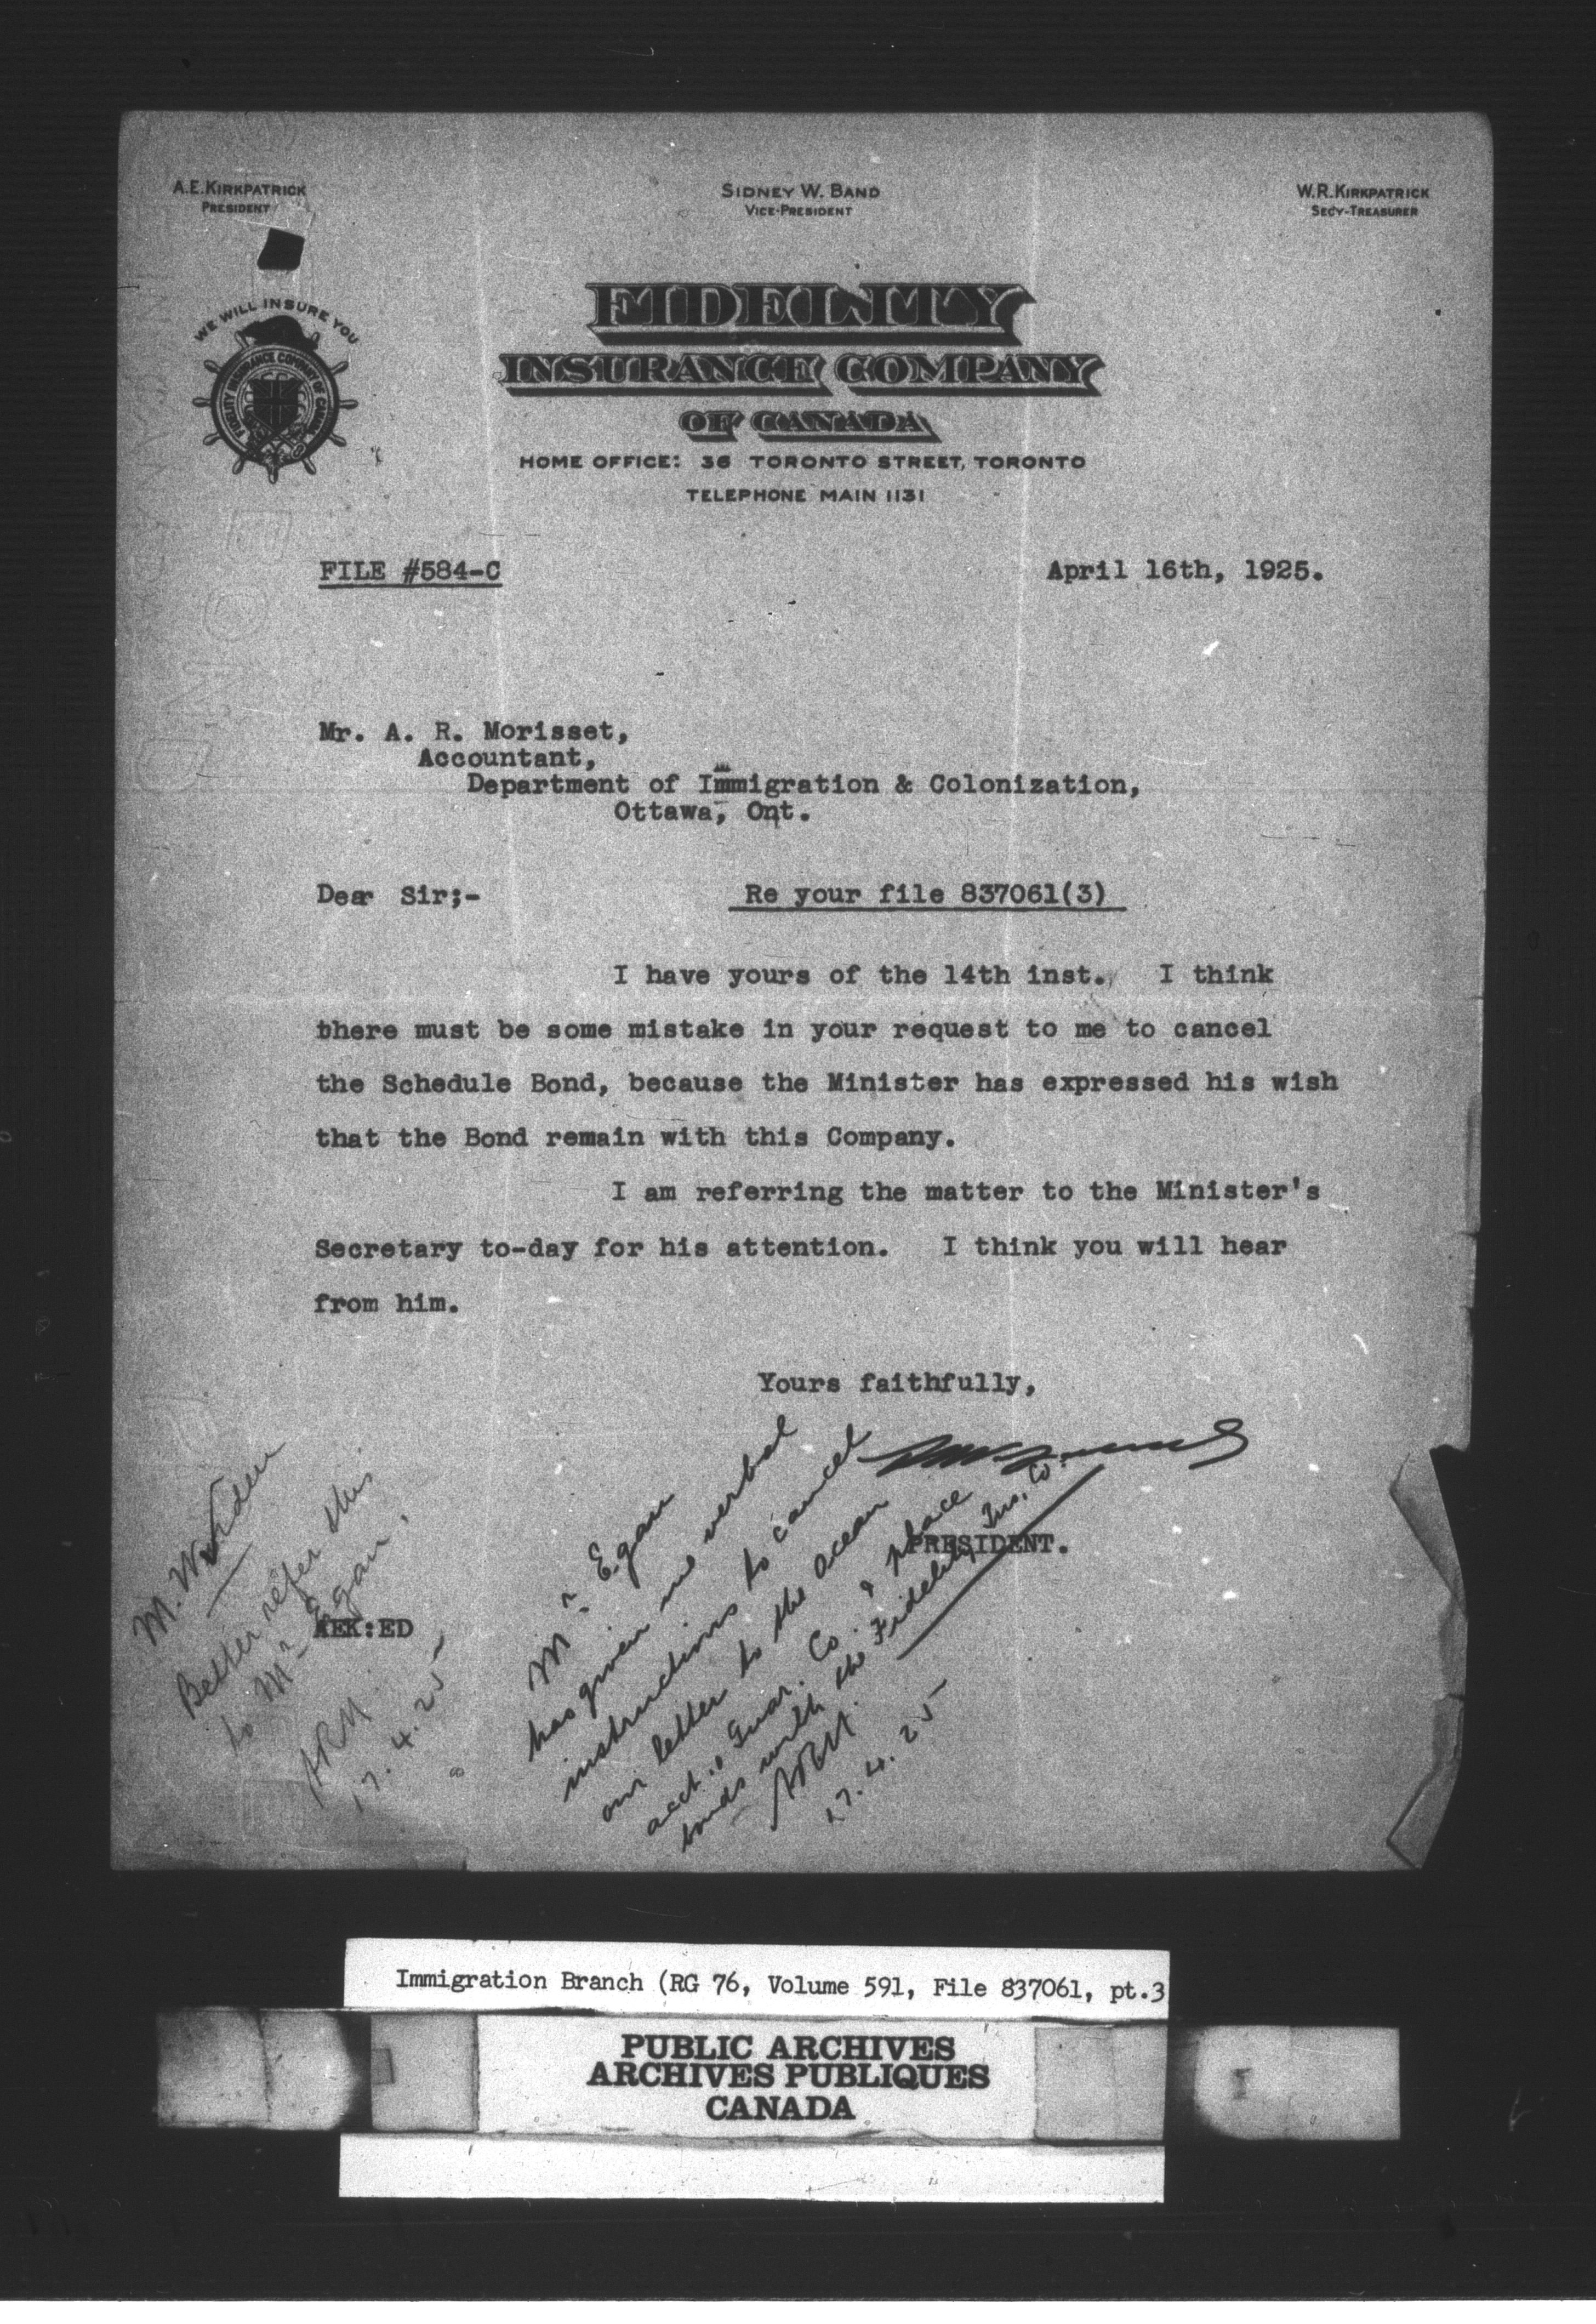 A.E. KIRKPATRICK
PRESIDENT
SIDNEY W. BAND
VICE-PRESIDENT
W.R. KIRKPATRICK
SECY-TREASURER
WE WILL INSURE YOU
FIDELITY INSURANCE COMPANY OF CANADA
FIDELITY
INSURANCE COMPANY
OF CANADA
HOME OFFICE: 36 TORONTO STREET, TORONTO
TELEPHONE MAIN 1131
FILE #584-C
April 16th, 1925.
Mr. A. R. Morisset,
Accountant,
Department of Immigration & Colonization,
Ottawa, Ont.
Dear Sir;-
Re your file 837061(3)
I have yours of the 14th inst. I think
there must be some mistake in your request to me to cancel
the Schedule Bond, because the Minister has expressed his wish
that the Bond remain with this Company.
I am referring the matter to the Minister's
Secretary to-day for his attention. I think you will hear
from him.
Yours faithfully,
PRESIDENT.
AEK:ED
Better refer this
to Mr Egan.
ARM
17.4.25
Mr Egan
has given me verbal
instructions to cancel
our letter to the Ocean
acct. & Guar. Co. & place
bonds with the Fidelity Ins. Co.
ARM.
27.4.25
Immigration Branch (RG 76, Volume 591, File 837061, pt.3
PUBLIC ARCHIVES
ARCHIVES PUBLIQUES
CANADA